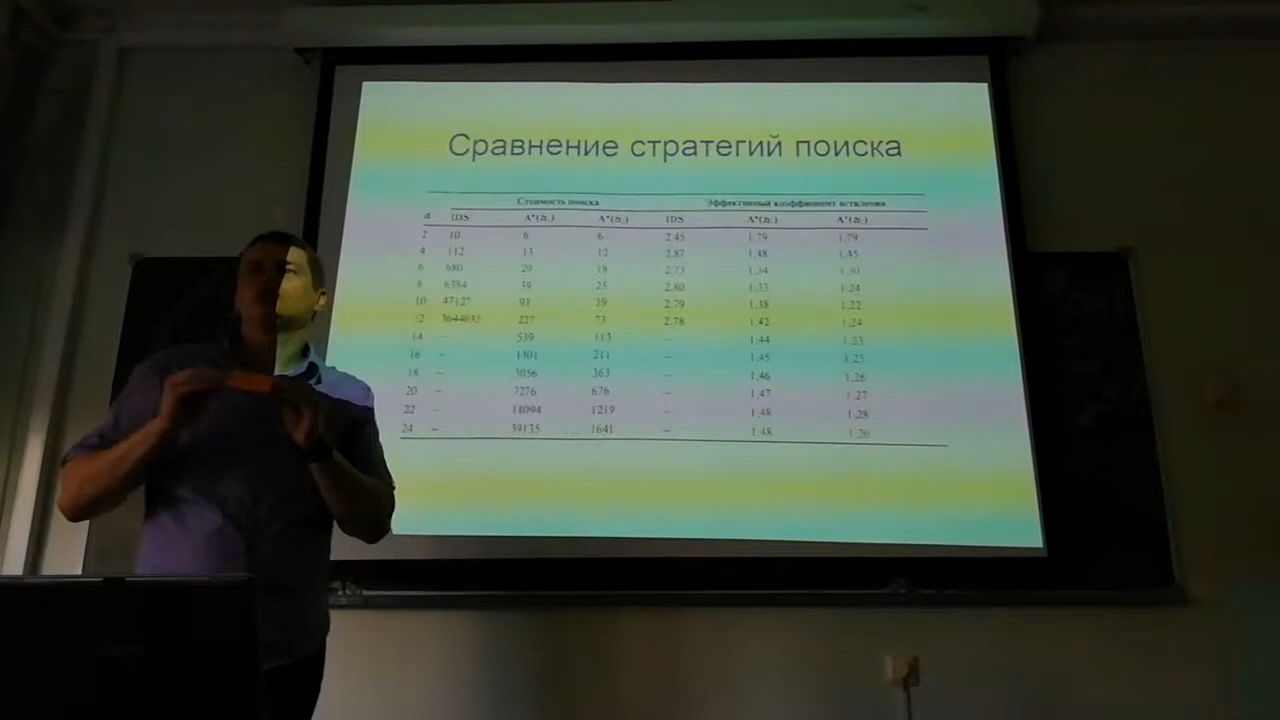 Сравнение стратегий поиска
Стоимость поиска Эффективный коэффициент ветвления
d IDS A*(h₁) A*(h₂) IDS A*(h₁) A*(h₂)
2 10 6 6 2,45 1,79 1,79
4 112 13 12 2,87 1,48 1,45
6 680 20 18 2,73 1,34 1,30
8 6384 39 25 2,80 1,33 1,24
10 47127 93 39 2,79 1,38 1,22
12 3644035 227 73 2,78 1,42 1,24
14 – 539 113 – 1,44 1,23
16 – 1301 211 – 1,45 1,25
18 – 3056 363 – 1,46 1,26
20 – 7276 676 – 1,47 1,27
22 – 18094 1219 – 1,48 1,28
24 – 39135 1641 – 1,48 1,26